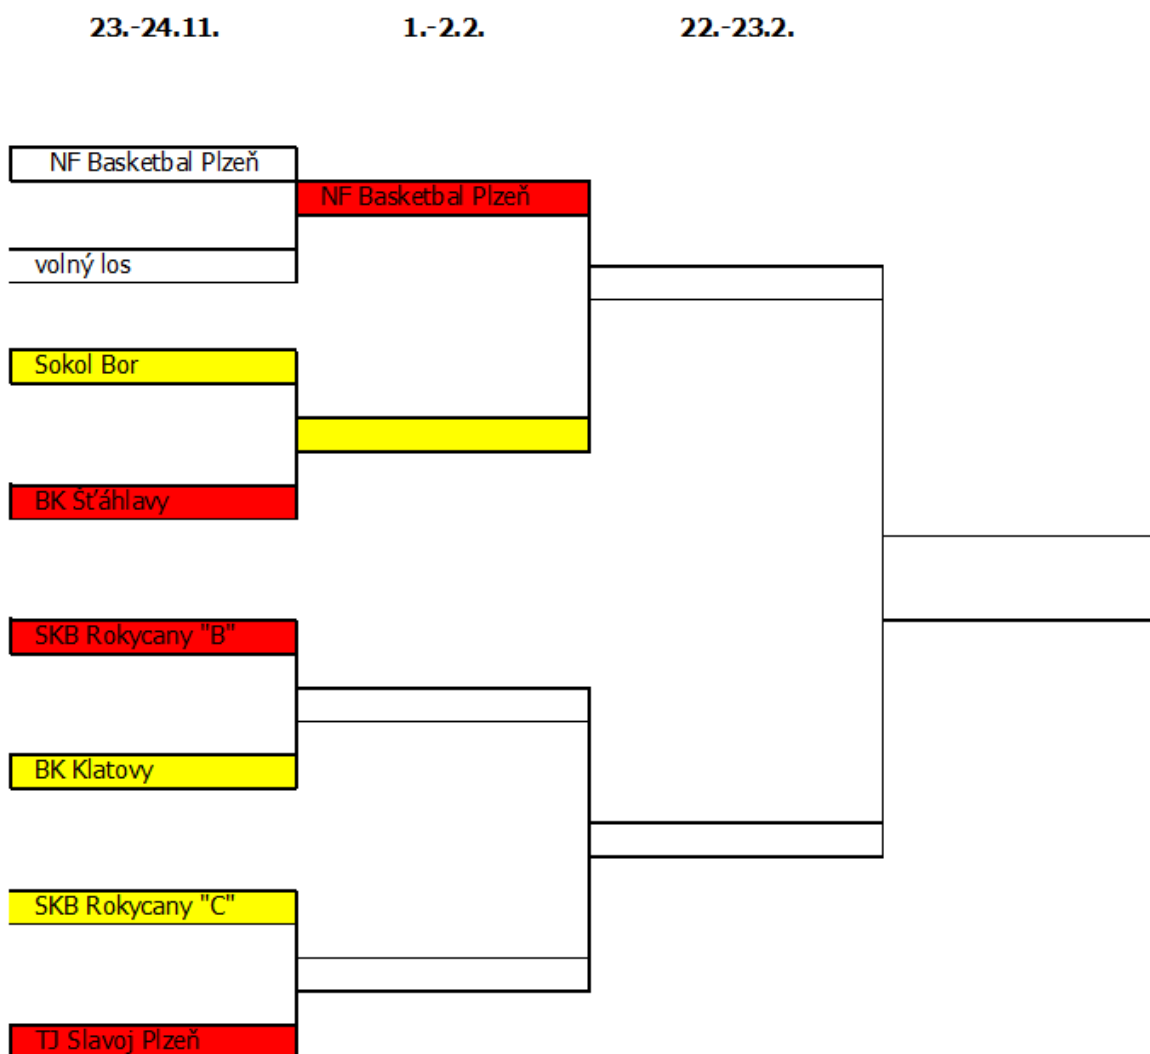 23.-24.11.
1.-2.2.
22.-23.2.
NF Basketbal Plzeň
NF Basketbal Plzeň
volný los
Sokol Bor
BK Šťáhlavy
SKB Rokycany "B"
BK Klatovy
SKB Rokycany "C"
TJ Slavoj Plzeň